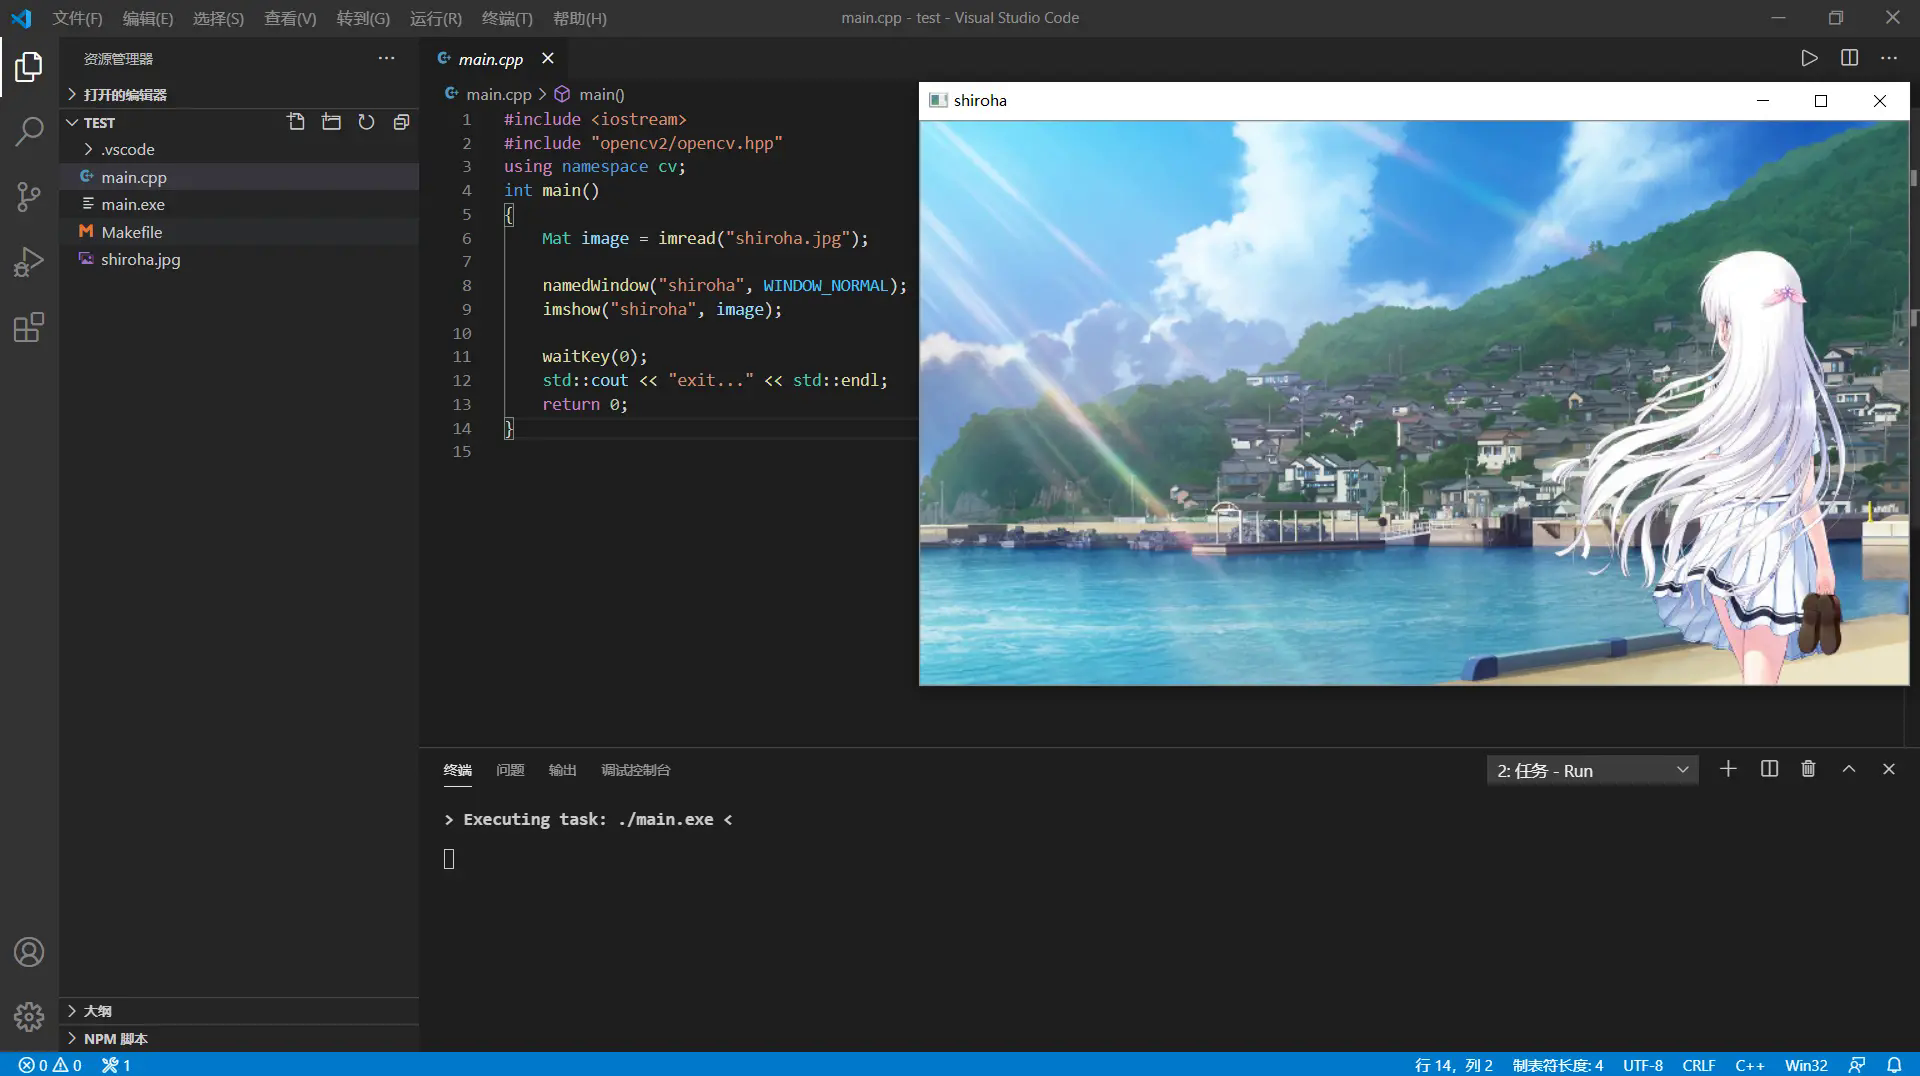 文件(F) 编辑(E) 选择(S) 查看(V) 转到(G) 运行(R) 终端(T) 帮助(H) main.cpp - test - Visual Studio Code
资源管理器
打开的编辑器
TEST
.vscode
main.cpp
main.exe
Makefile
shiroha.jpg
大纲
NPM 脚本
main.cpp
main.cpp main()
1 #include <iostream>
2 #include "opencv2/opencv.hpp"
3 using namespace cv;
4 int main()
5 {
6 Mat image = imread("shiroha.jpg");
7
8 namedWindow("shiroha", WINDOW_NORMAL);
9 imshow("shiroha", image);
10
11 waitKey(0);
12 std::cout << "exit..." << std::endl;
13 return 0;
14 }
15
shiroha
终端 问题 输出 调试控制台 2: 任务 - Run
> Executing task: ./main.exe <
0 0 1 行 14，列 2 制表符长度: 4 UTF-8 CRLF C++ Win32